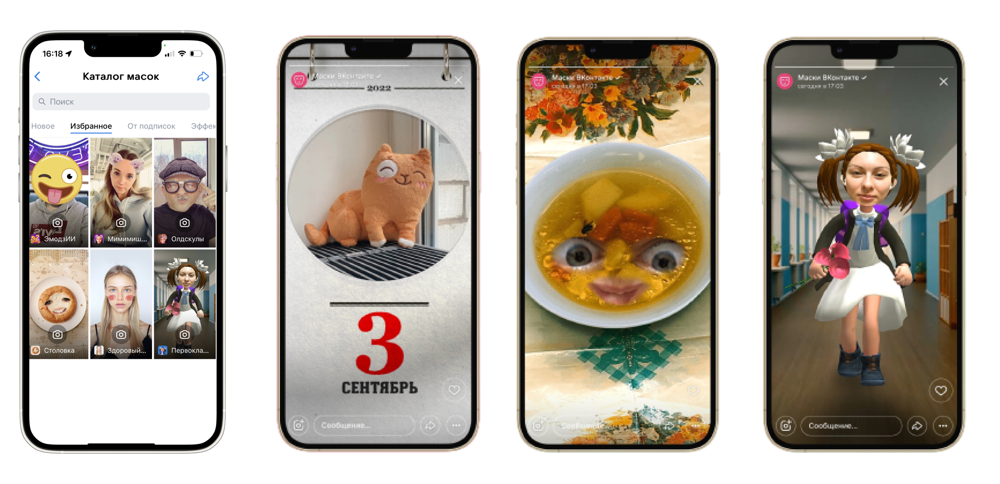 16:18
Каталог масок
Поиск
Новое
Избранное
От подписок
Эффек
ЭмодзИИ
Мимимиш...
Олдскулы
Столовка
Здоровый...
Первокла...
Маски ВКонтакте
сегодня в 17:03
2022
3
СЕНТЯБРЬ
Сообщение...
Маски ВКонтакте
сегодня в 17:03
Сообщение...
Маски ВКонтакте
сегодня в 17:03
Сообщение...